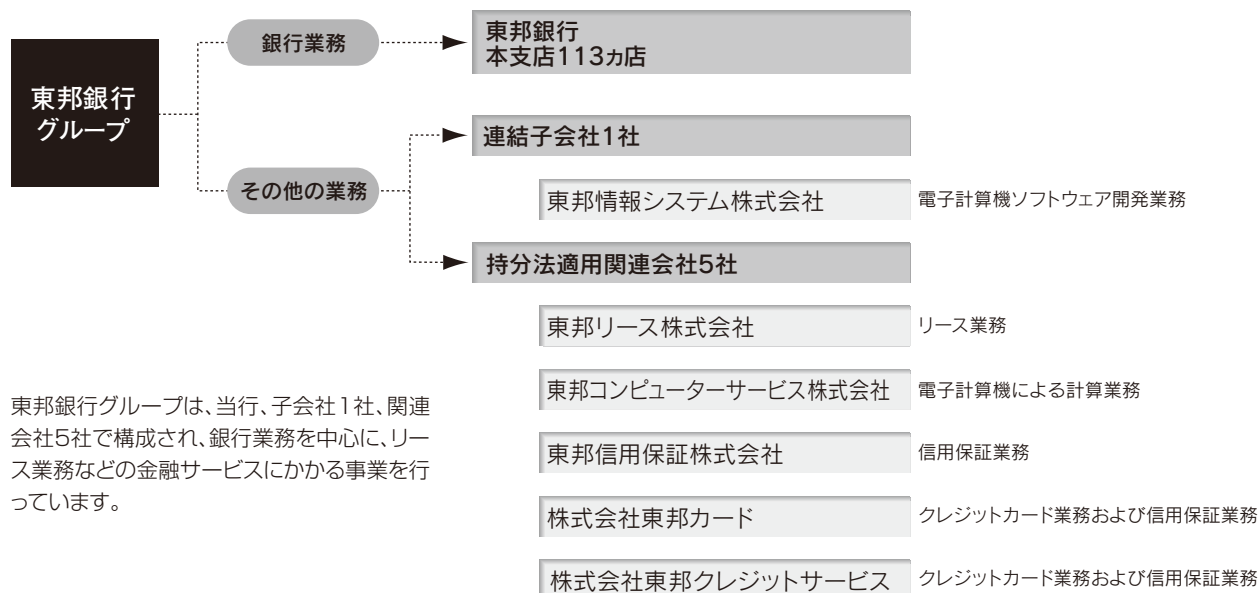 東邦銀行
グループ
銀行業務
東邦銀行
本支店113ヵ店
その他の業務
連結子会社1社
東邦情報システム株式会社
電子計算機ソフトウェア開発業務
持分法適用関連会社5社
東邦リース株式会社
リース業務
東邦コンピューターサービス株式会社
電子計算機による計算業務
東邦信用保証株式会社
信用保証業務
株式会社東邦カード
クレジットカード業務および信用保証業務
株式会社東邦クレジットサービス
クレジットカード業務および信用保証業務
東邦銀行グループは、当行、子会社1社、関連
会社5社で構成され、銀行業務を中心に、リー
ス業務などの金融サービスにかかる事業を行
っています。